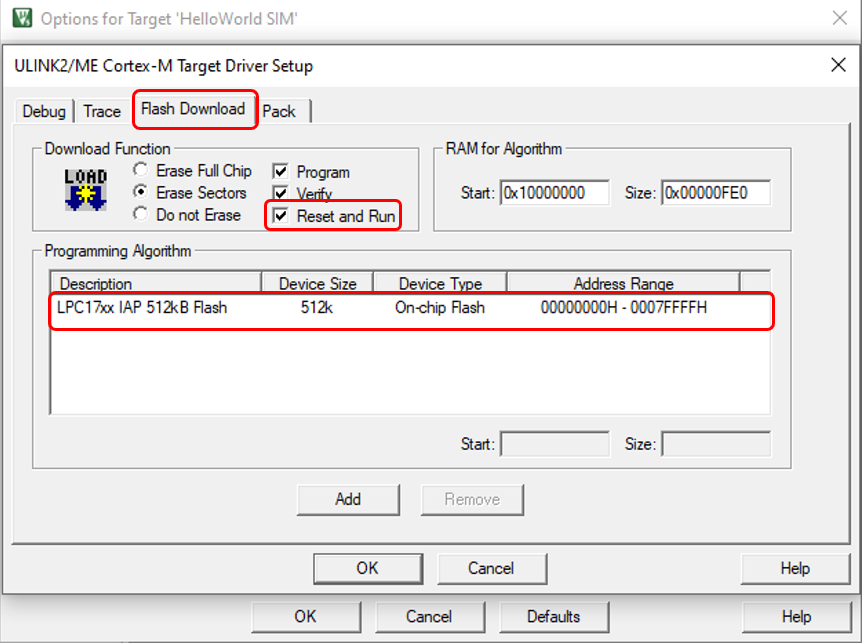 Options for Target 'HelloWorld SIM'
ULINK2/ME Cortex-M Target Driver Setup
Debug Trace Flash Download Pack
Download Function
LOAD
Erase Full Chip
Erase Sectors
Do not Erase
Program
Verify
Reset and Run
RAM for Algorithm
Start: 0x10000000 Size: 0x00000FE0
Programming Algorithm
Description Device Size Device Type Address Range
LPC17xx IAP 512kB Flash 512k On-chip Flash 00000000H - 0007FFFFH
Start: Size:
Add Remove
OK Cancel Help
OK Cancel Defaults Help